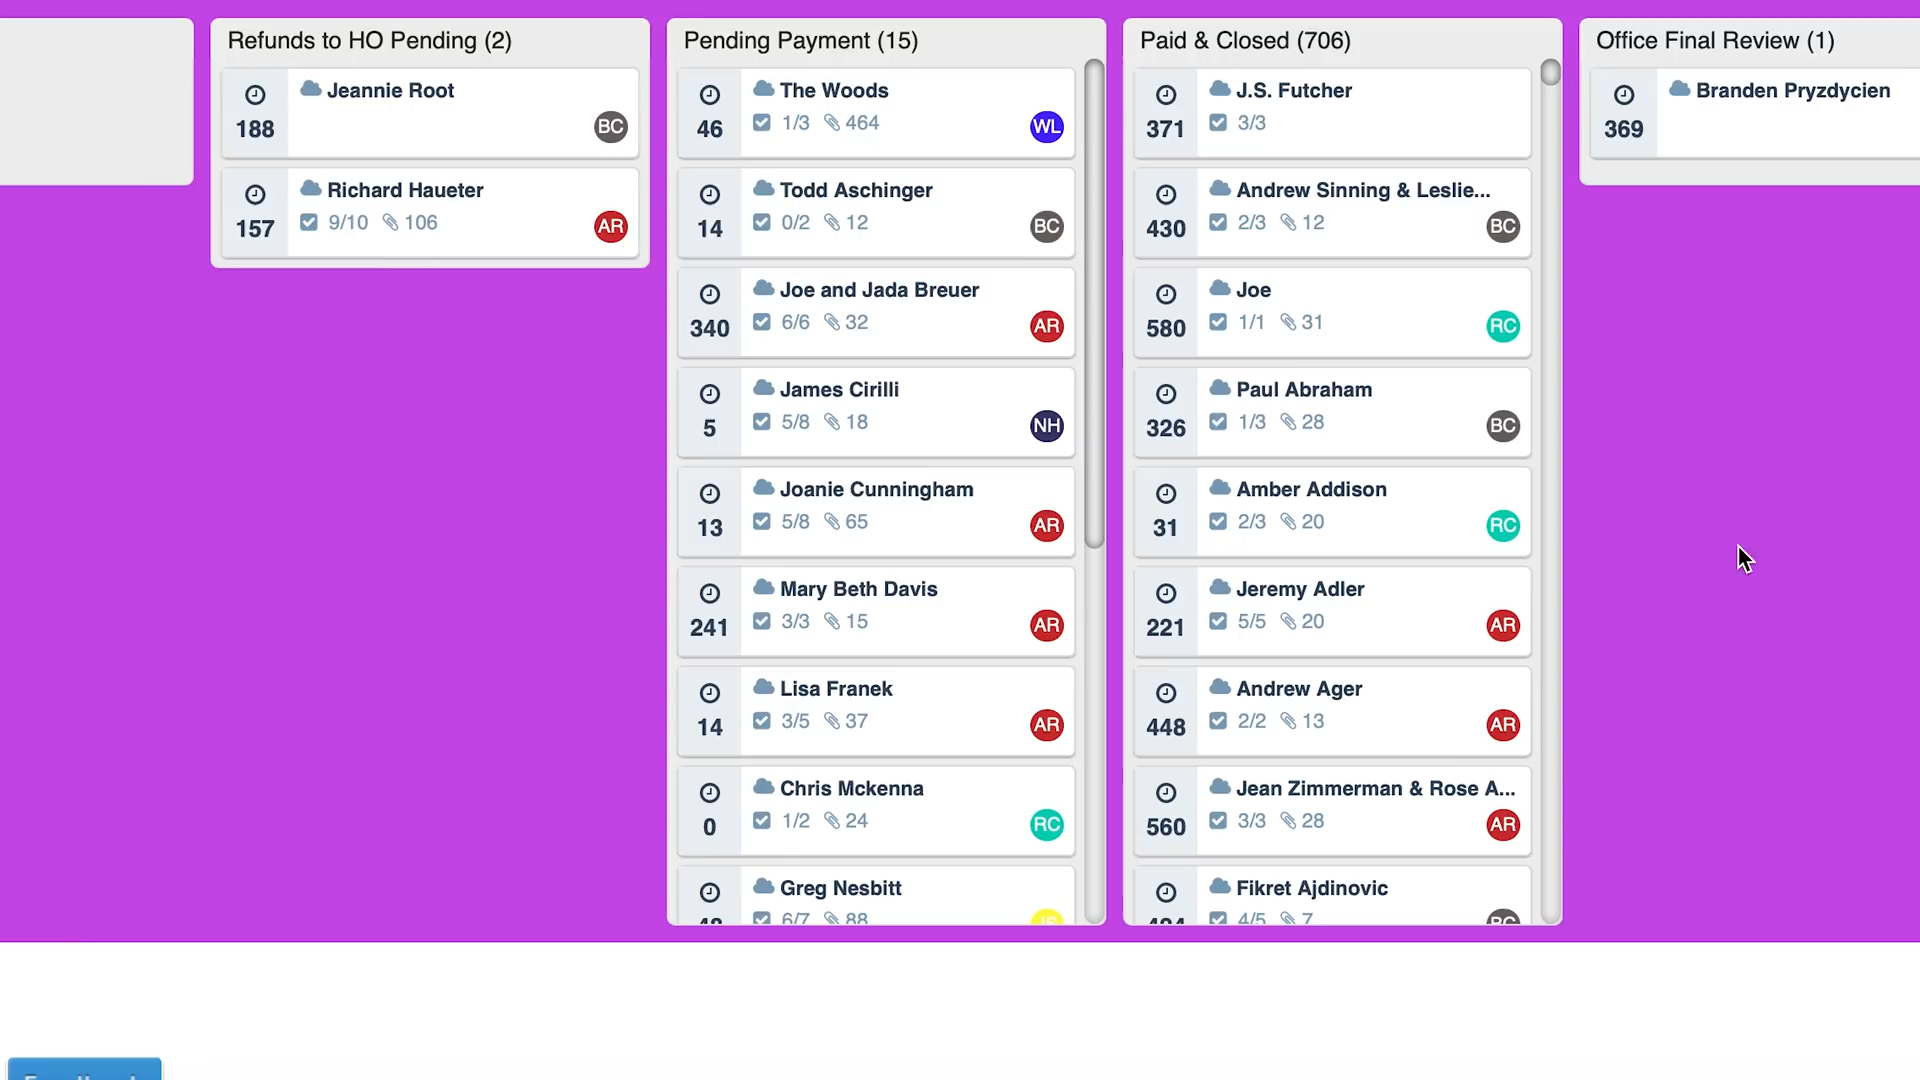 Refunds to HO Pending (2)
188
Jeannie Root
BC
157
Richard Haueter
9/10 106
AR
Pending Payment (15)
46
The Woods
1/3 464
WL
14
Todd Aschinger
0/2 12
BC
340
Joe and Jada Breuer
6/6 32
AR
5
James Cirilli
5/8 18
NH
13
Joanie Cunningham
5/8 65
AR
241
Mary Beth Davis
3/3 15
AR
14
Lisa Franek
3/5 37
AR
0
Chris Mckenna
1/2 24
RC
Greg Nesbitt
6/7 88
Paid & Closed (706)
371
J.S. Futcher
3/3
430
Andrew Sinning & Leslie...
2/3 12
BC
580
Joe
1/1 31
RC
326
Paul Abraham
1/3 28
BC
31
Amber Addison
2/3 20
RC
221
Jeremy Adler
5/5 20
AR
448
Andrew Ager
2/2 13
AR
560
Jean Zimmerman & Rose A...
3/3 28
AR
Fikret Ajdinovic
4/5 7
BC
Office Final Review (1)
369
Branden Pryzdycien